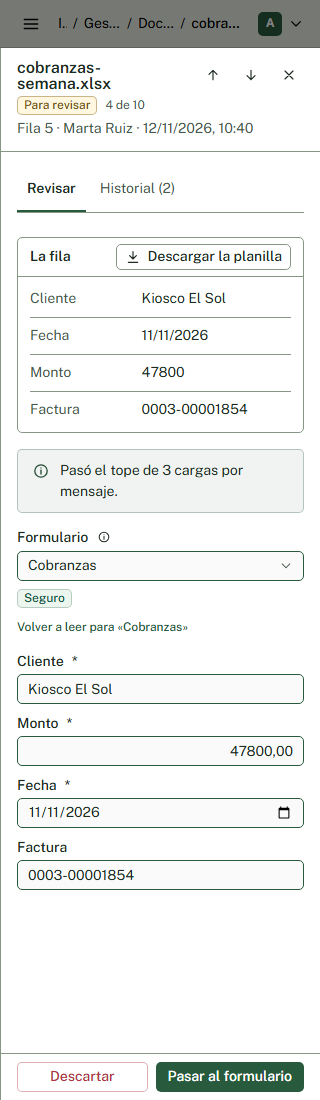 I... / Ges... / Doc... / cobra... A
cobranzas-
semana.xlsx
Para revisar 4 de 10
Fila 5 · Marta Ruiz · 12/11/2026, 10:40
Revisar Historial (2)
La fila Descargar la planilla
Cliente Kiosco El Sol
Fecha 11/11/2026
Monto 47800
Factura 0003-00001854
Pasó el tope de 3 cargas por
mensaje.
Formulario
Cobranzas
Seguro
Volver a leer para «Cobranzas»
Cliente *
Kiosco El Sol
Monto *
47800,00
Fecha *
11/11/2026
Factura
0003-00001854
Descartar Pasar al formulario